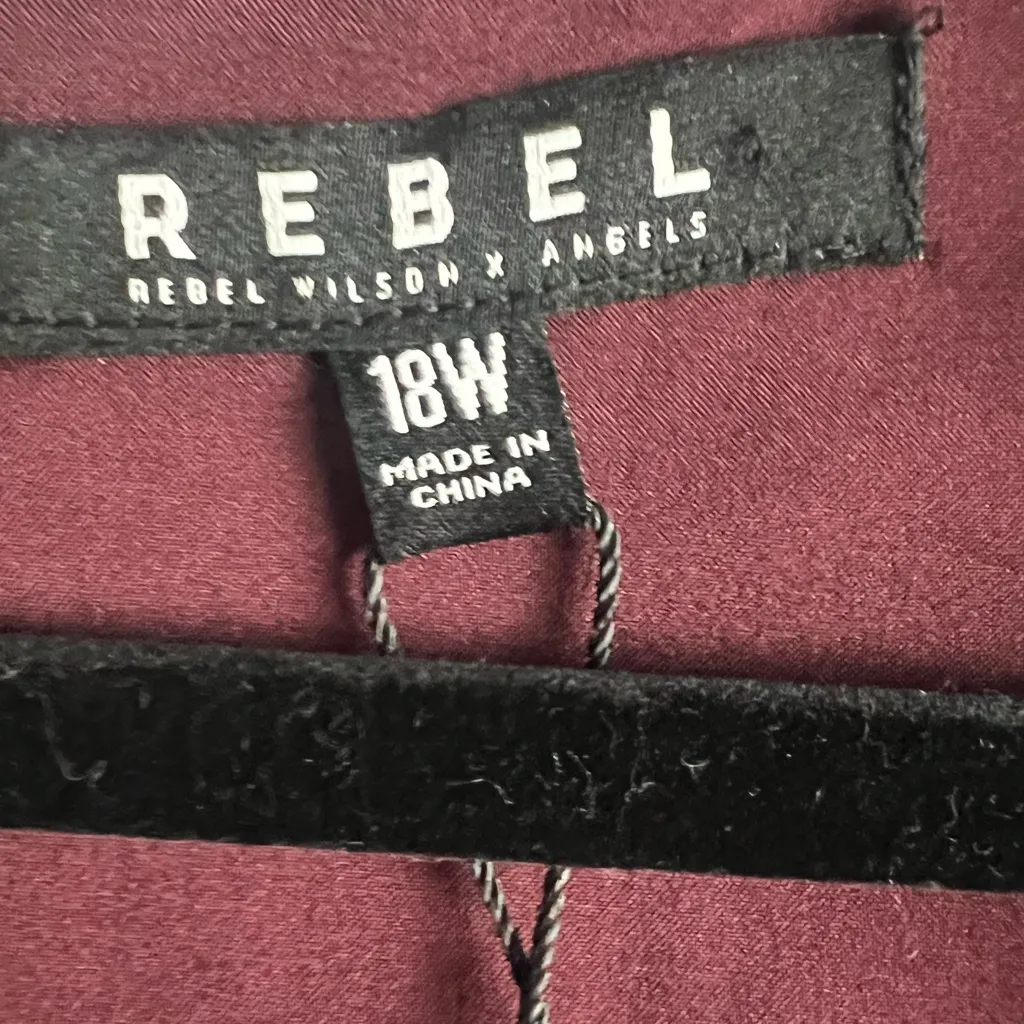 REBEL
REBEL WILSON X ANGELS
18W
MADE IN
CHINA